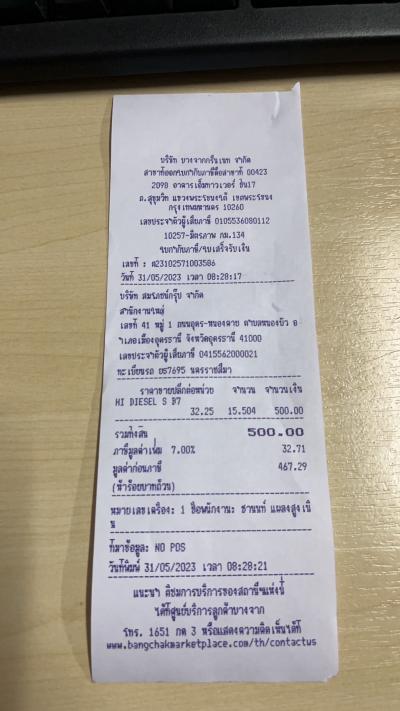 บริษัท บางจากกรีนเนท จำกัด
สาขาที่ออกใบกำกับภาษีคือสาขาที่ 00423
2098 อาคารเอ็มทาวเวอร์ ชั้น17
ถ.สุขุมวิท แขวงพระโขนงใต้ เขตพระโขนง
กรุงเทพมหานคร 10260
เลขประจำตัวผู้เสียภาษี 0105536080112
10257-มิตรภาพ กม.134
ใบกำกับภาษี/ใบเสร็จรับเงิน
เลขที่ : 23102571003586
วันที่ 31/05/2023 เวลา 08:28:17
บริษัท กรุ๊ป จำกัด
สำนักงานใหญ่
เลขที่ 41 หมู่ 1 ถนนอุดร-หนองคาย ตำบลหนองบัว อ
ำเภอเมืองอุดรธานี จังหวัดอุดรธานี 41000
เลขประจำตัวผู้เสียภาษี 0415562000021
ทะเบียนรถ 7695 นครราชสีมา
ราคาขายปลีกต่อหน่วย จำนวน จำนวนเงิน
HI DIESEL S B7
32.25 15.504 500.00
รวมทั้งสิ้น 500.00
ภาษีมูลค่าเพิ่ม 7.00% 32.71
มูลค่าก่อนภาษี 467.29
(ห้าร้อยบาทถ้วน)
หมายเลขเครื่อง: 1 ชื่อพนักงาน: ชานนท์ แผลงสูงเนิ
น
ที่มาข้อมูล: NO POS
วันที่พิมพ์ 31/05/2023 เวลา 08:28:21
แนะนำ ติชมการบริการของสถานีฯแห่งนี้
ได้ที่ศูนย์บริการลูกค้าบางจาก
โทร. 1651 กด 3 หรือแสดงความคิดเห็นได้ที่
www.bangchakmarketplace.com/th/contactus